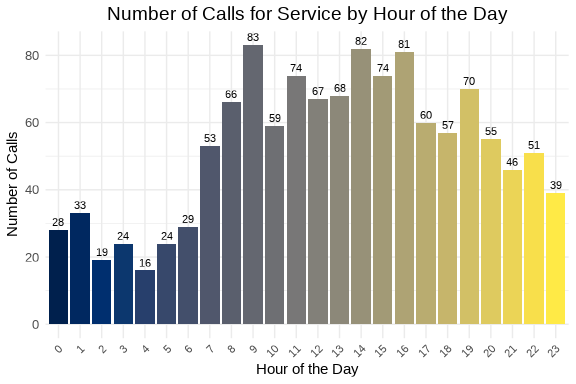 Number of Calls for Service by Hour of the Day
Number of Calls
80
60
40
20
0
28 33 19 24 16 24 29 53 66 83 59 74 67 68 82 74 81 60 57 70 55 46 51 39
0 1 2 3 4 5 6 7 8 9 10 11 12 13 14 15 16 17 18 19 20 21 22 23
Hour of the Day